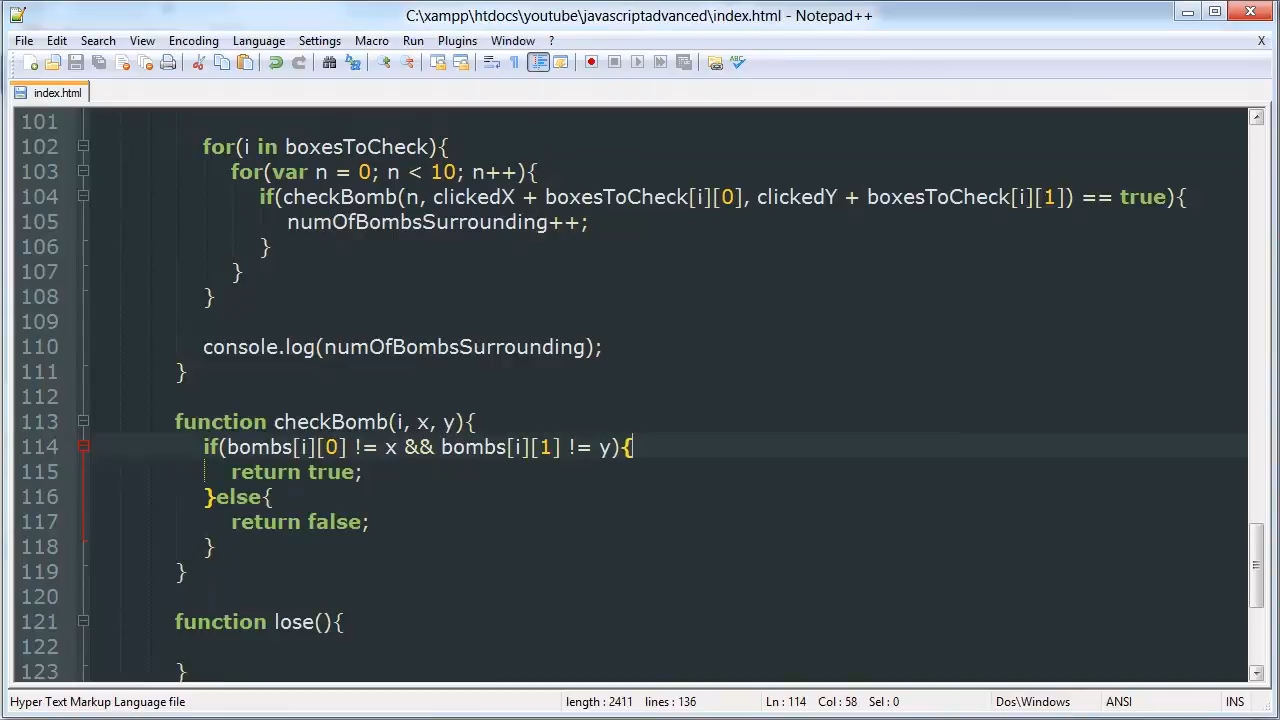 C:\xampp\htdocs\youtube\javascriptadvanced\index.html - Notepad++
File Edit Search View Encoding Language Settings Macro Run Plugins Window ? X
index.html
101
102 for(i in boxesToCheck){
103 for(var n = 0; n < 10; n++){
104 if(checkBomb(n, clickedX + boxesToCheck[i][0], clickedY + boxesToCheck[i][1]) == true){
105 numOfBombsSurrounding++;
106 }
107 }
108 }
109
110 console.log(numOfBombsSurrounding);
111 }
112
113 function checkBomb(i, x, y){
114 if(bombs[i][0] != x && bombs[i][1] != y){
115 return true;
116 }else{
117 return false;
118 }
119 }
120
121 function lose(){
122
123 }
Hyper Text Markup Language file length : 2411 lines : 136 Ln : 114 Col : 58 Sel : 0 Dos\Windows ANSI INS